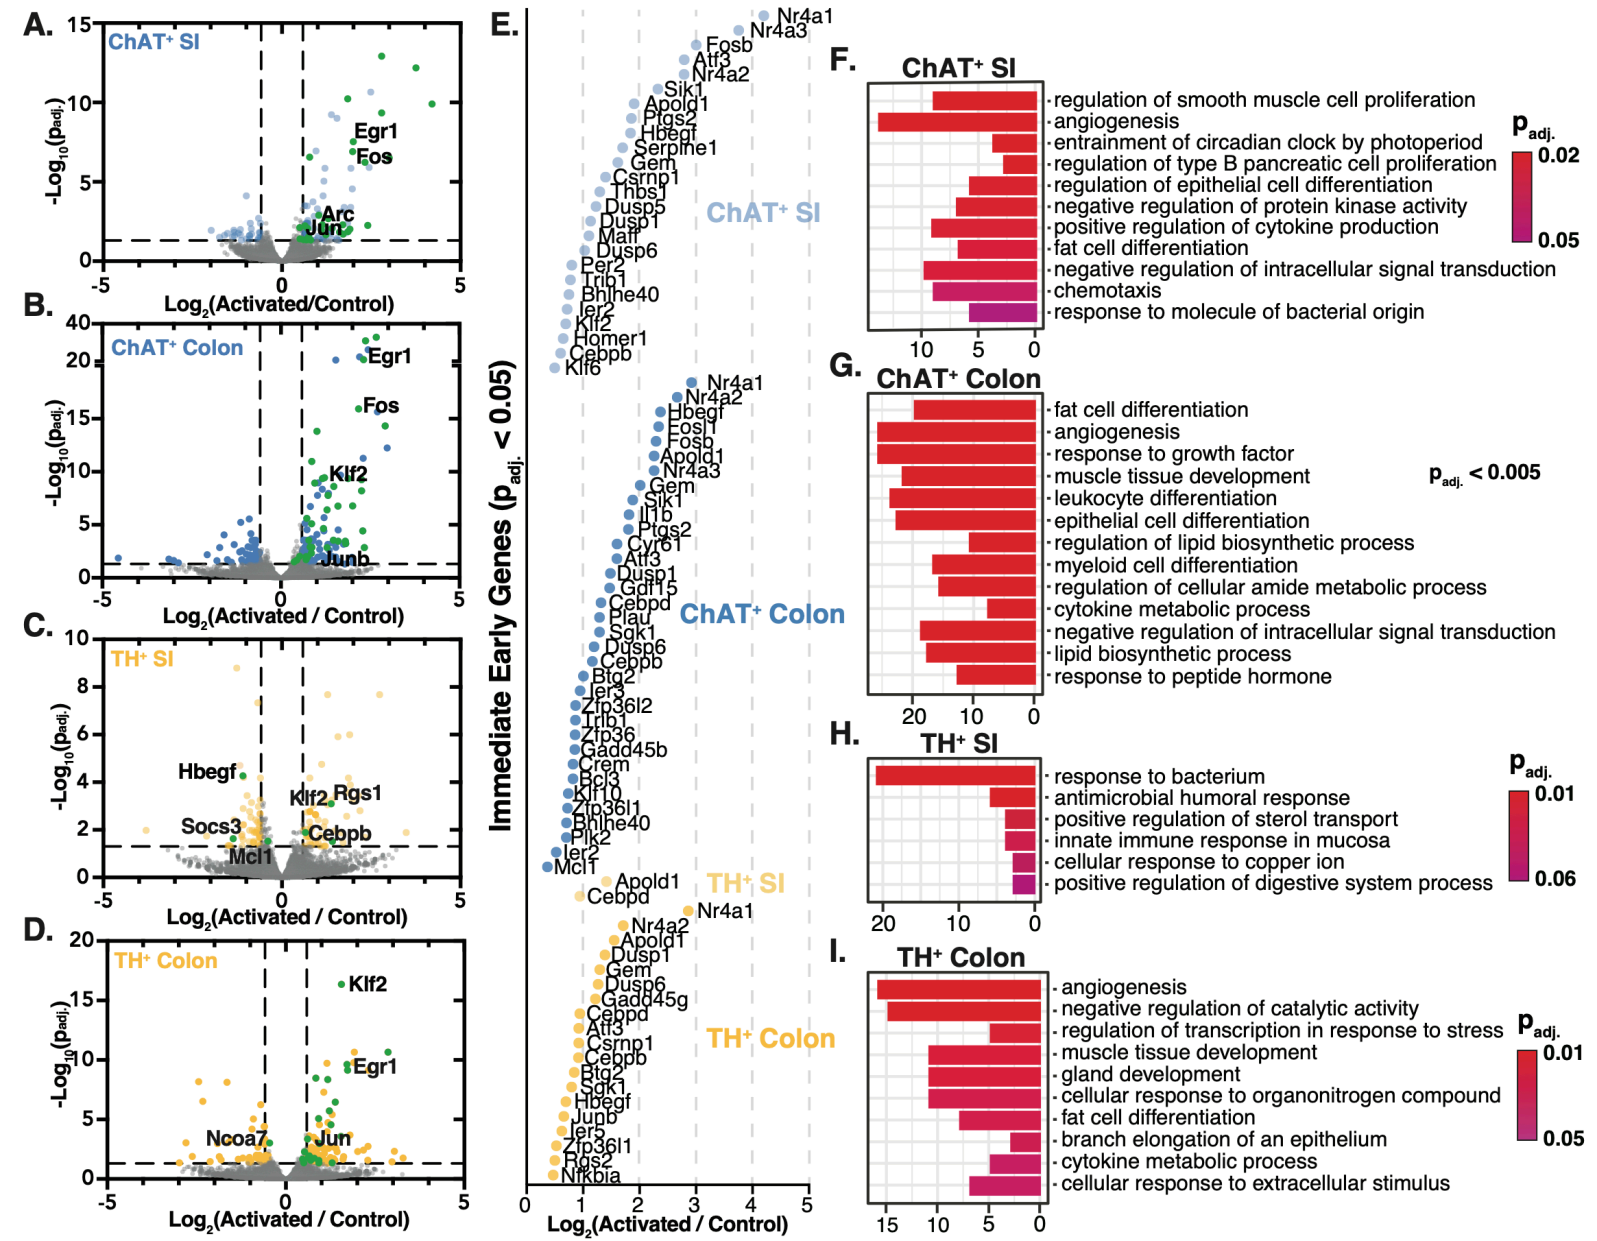 A.
ChAT+ SI
15
10
5
0
-Log10(padj.)
Egr1
Fos
Arc
Jun
-5
0
5
Log2(Activated/Control)
B.
ChAT+ Colon
40
20
15
10
5
0
-Log10(padj.)
Egr1
Fos
Klf2
Junb
-5
0
5
Log2(Activated / Control)
C.
TH+ SI
10
8
6
4
2
0
-Log10(padj.)
Hbegf
Klf2
Rgs1
Socs3
Cebpb
Mcl1
-5
0
5
Log2(Activated / Control)
D.
TH+ Colon
20
15
10
5
0
-Log10(padj.)
Klf2
Egr1
Ncoa7
Jun
-5
0
5
Log2(Activated / Control)
E.
Immediate Early Genes (padj. < 0.05)
Nr4a1
Nr4a3
Fosb
Atf3
Nr4a2
Sik1
Apold1
Ptgs2
Hbegf
Serpine1
Gem
Csrnp1
Thbs1
Dusp5
ChAT+ SI
Dusp1
Maff
Dusp6
Per2
Trib1
Bhlhe40
Ier2
Klf2
Homer1
Cebpb
Klf6
Nr4a1
Nr4a2
Hbegf
Fosl1
Fosb
Apold1
Nr4a3
Gem
Sik1
Il1b
Ptgs2
Cyr61
Atf3
Dusp1
Gdf15
Cebpd
ChAT+ Colon
Plau
Sgk1
Dusp6
Cebpb
Btg2
Ier3
Zfp36l2
Trib1
Zfp36
Gadd45b
Crem
Bcl3
Klf10
Zfp36l1
Bhlhe40
Plk2
Ier2
Mcl1
Apold1
TH+ SI
Cebpd
Nr4a1
Nr4a2
Apold1
Dusp1
Gem
Dusp6
Gadd45g
Cebpd
Atf3
TH+ Colon
Csrnp1
Cebpb
Btg2
Sgk1
Hbegf
Junb
Ier5
Zfp36l1
Rgs2
Nfkbia
0
1
2
3
4
5
Log2(Activated / Control)
F.
ChAT+ SI
regulation of smooth muscle cell proliferation
angiogenesis
entrainment of circadian clock by photoperiod
regulation of type B pancreatic cell proliferation
regulation of epithelial cell differentiation
negative regulation of protein kinase activity
positive regulation of cytokine production
fat cell differentiation
negative regulation of intracellular signal transduction
chemotaxis
response to molecule of bacterial origin
10
5
0
padj.
0.02
0.05
G.
ChAT+ Colon
fat cell differentiation
angiogenesis
response to growth factor
muscle tissue development
leukocyte differentiation
epithelial cell differentiation
regulation of lipid biosynthetic process
myeloid cell differentiation
regulation of cellular amide metabolic process
cytokine metabolic process
negative regulation of intracellular signal transduction
lipid biosynthetic process
response to peptide hormone
20
10
0
padj. < 0.005
H.
TH+ SI
response to bacterium
antimicrobial humoral response
positive regulation of sterol transport
innate immune response in mucosa
cellular response to copper ion
positive regulation of digestive system process
20
10
0
padj.
0.01
0.06
I.
TH+ Colon
angiogenesis
negative regulation of catalytic activity
regulation of transcription in response to stress
muscle tissue development
gland development
cellular response to organonitrogen compound
fat cell differentiation
branch elongation of an epithelium
cytokine metabolic process
cellular response to extracellular stimulus
15
10
5
0
padj.
0.01
0.05